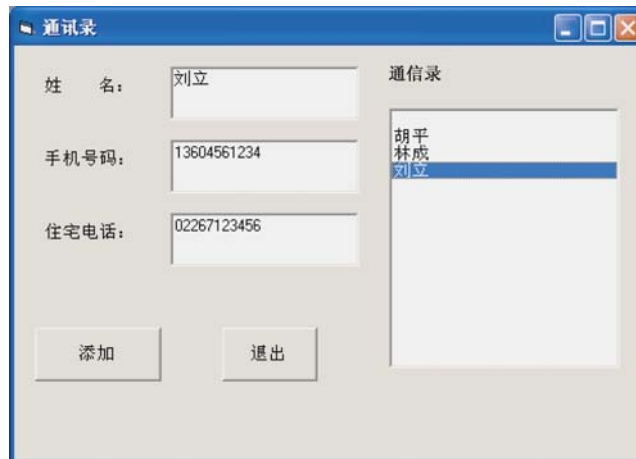 通讯录
姓 名：
刘立
手机号码：
13604561234
住宅电话：
02267123456
添加
退出
通信录
胡平
林成
刘立